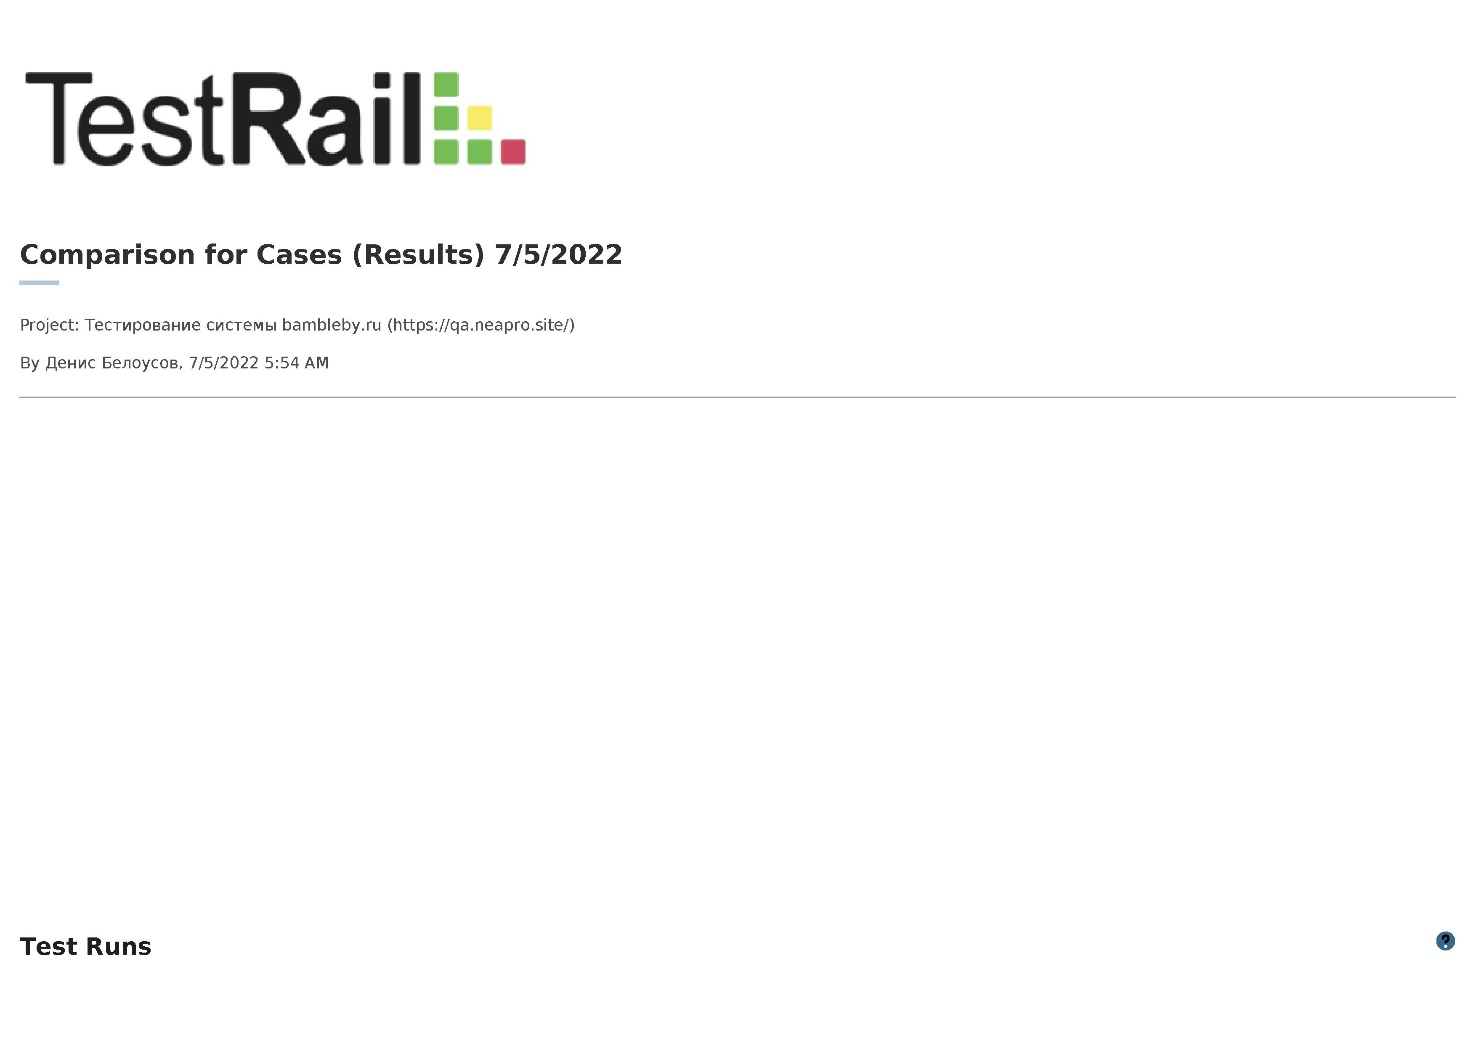 TestRail
Comparison for Cases (Results) 7/5/2022
Project: Тестирование системы bambleby.ru (https://qa.neapro.site/)
By Денис Белоусов, 7/5/2022 5:54 AM
Test Runs
?